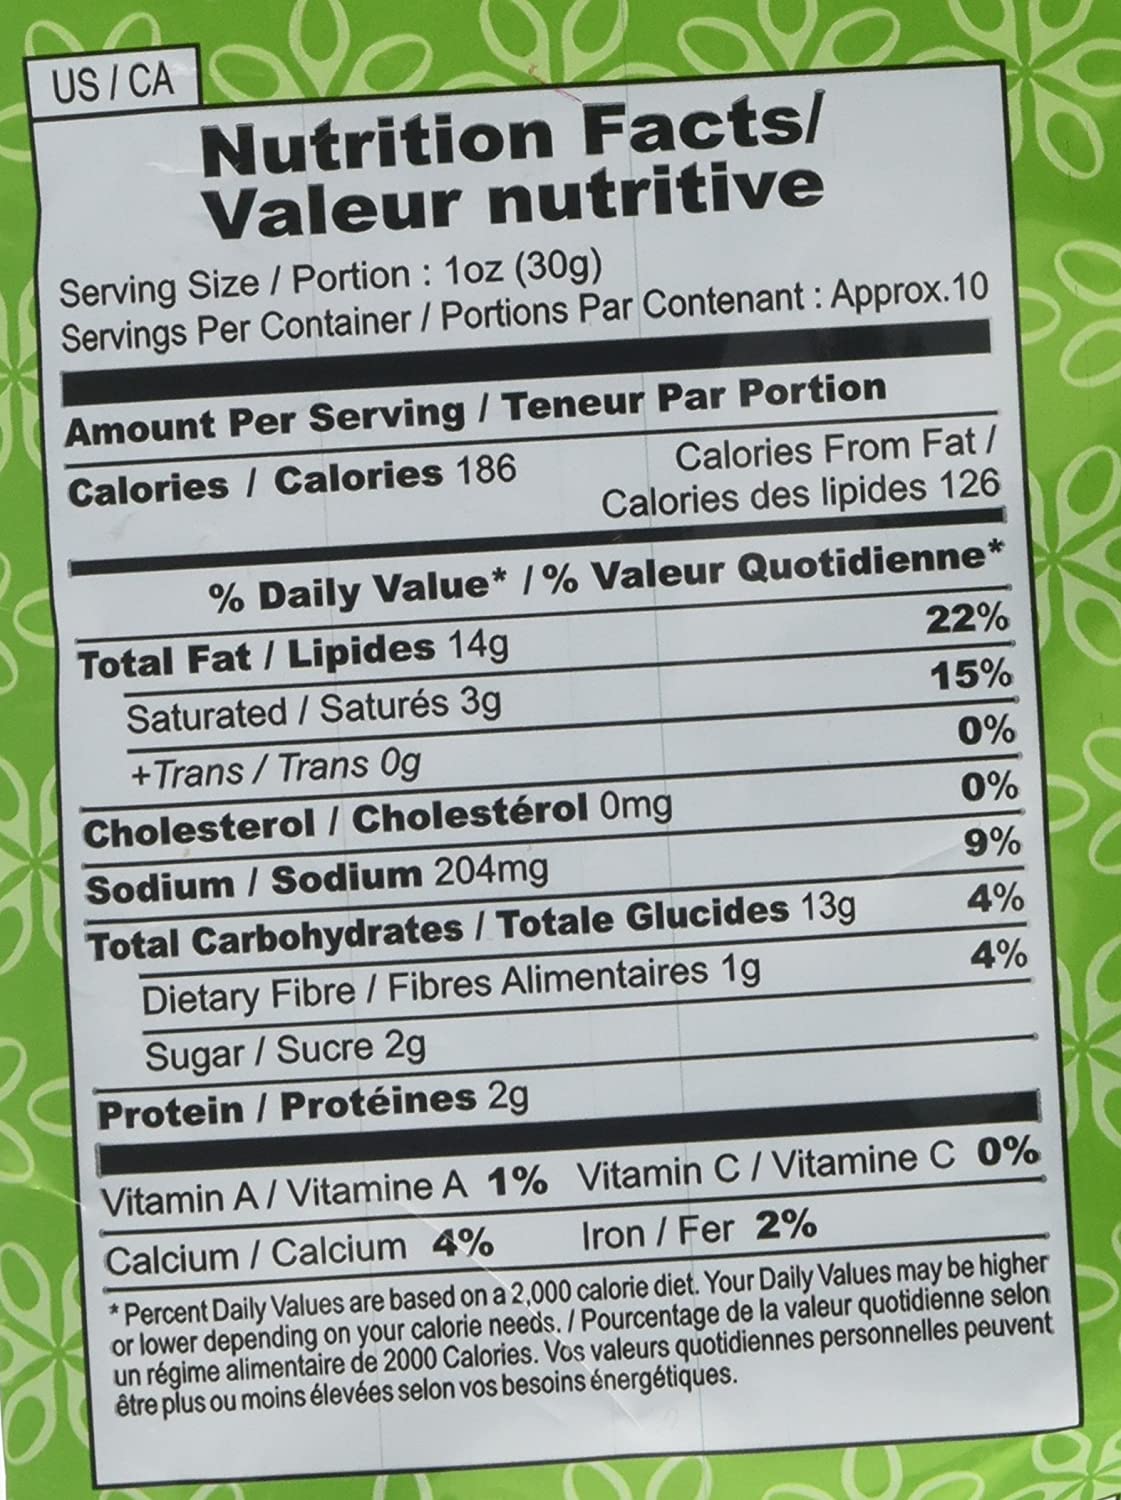 US / CA
Nutrition Facts/
Valeur nutritive
Serving Size / Portion : 1oz (30g)
Servings Per Container / Portions Par Contenant : Approx.10
Amount Per Serving / Teneur Par Portion
Calories / Calories 186
Calories From Fat /
Calories des lipides 126
% Daily Value* / % Valeur Quotidienne*
Total Fat / Lipides 14g 22%
Saturated / Saturés 3g 15%
+Trans / Trans 0g 0%
Cholesterol / Cholestérol 0mg 0%
Sodium / Sodium 204mg 9%
Total Carbohydrates / Totale Glucides 13g 4%
Dietary Fibre / Fibres Alimentaires 1g 4%
Sugar / Sucre 2g
Protein / Protéines 2g
Vitamin A / Vitamine A 1% Vitamin C / Vitamine C 0%
Calcium / Calcium 4% Iron / Fer 2%
* Percent Daily Values are based on a 2,000 calorie diet. Your Daily Values may be higher
or lower depending on your calorie needs. / Pourcentage de la valeur quotidienne selon
un régime alimentaire de 2000 Calories. Vos valeurs quotidiennes personnelles peuvent
être plus ou moins élevées selon vos besoins énergétiques.